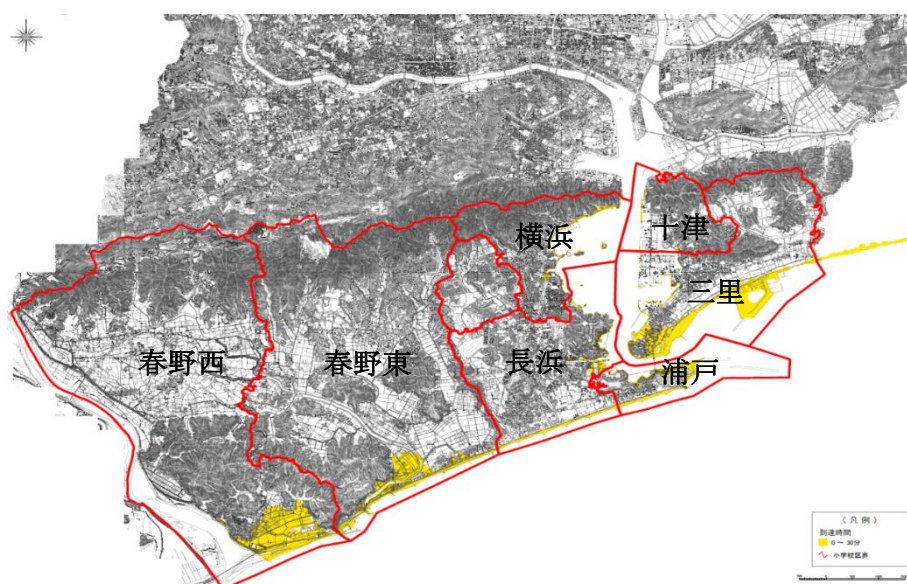 横浜
十津
三里
春野西
春野東
長浜
浦戸
〈 凡 例 〉
到達時間
0 ～ 30分
小学校区界